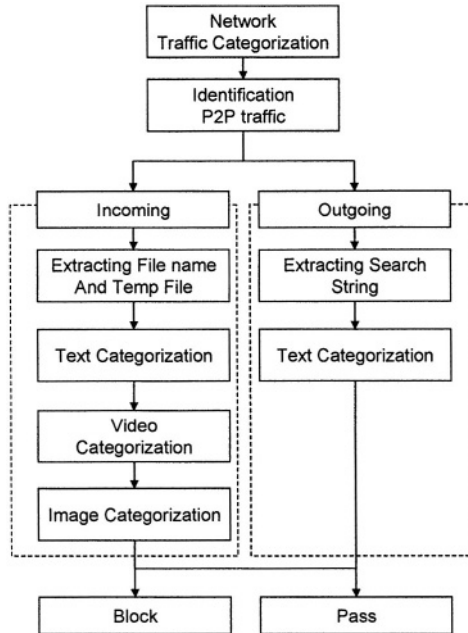 Network
Traffic Categorization
Identification
P2P traffic
Incoming
Outgoing
Extracting File name
And Temp File
Extracting Search
String
Text Categorization
Text Categorization
Video
Categorization
Image Categorization
Block
Pass